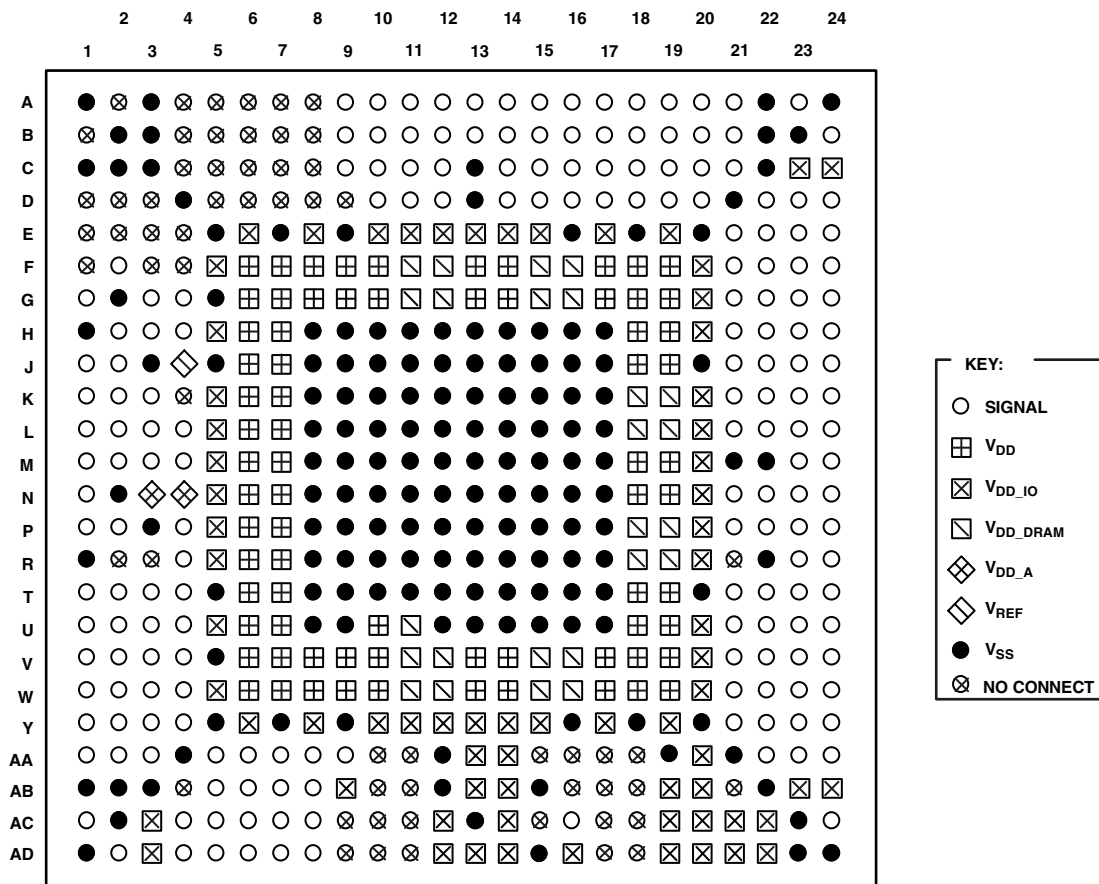 2 4 6 8 10 12 14 16 18 20 22 24
1 3 5 7 9 11 13 15 17 19 21 23
A
B
C
D
E
F
G
H
J
K
L
M
N
P
R
T
U
V
W
Y
AA
AB
AC
AD
KEY:
SIGNAL
VDD
VDD_IO
VDD_DRAM
VDD_A
VREF
VSS
NO CONNECT